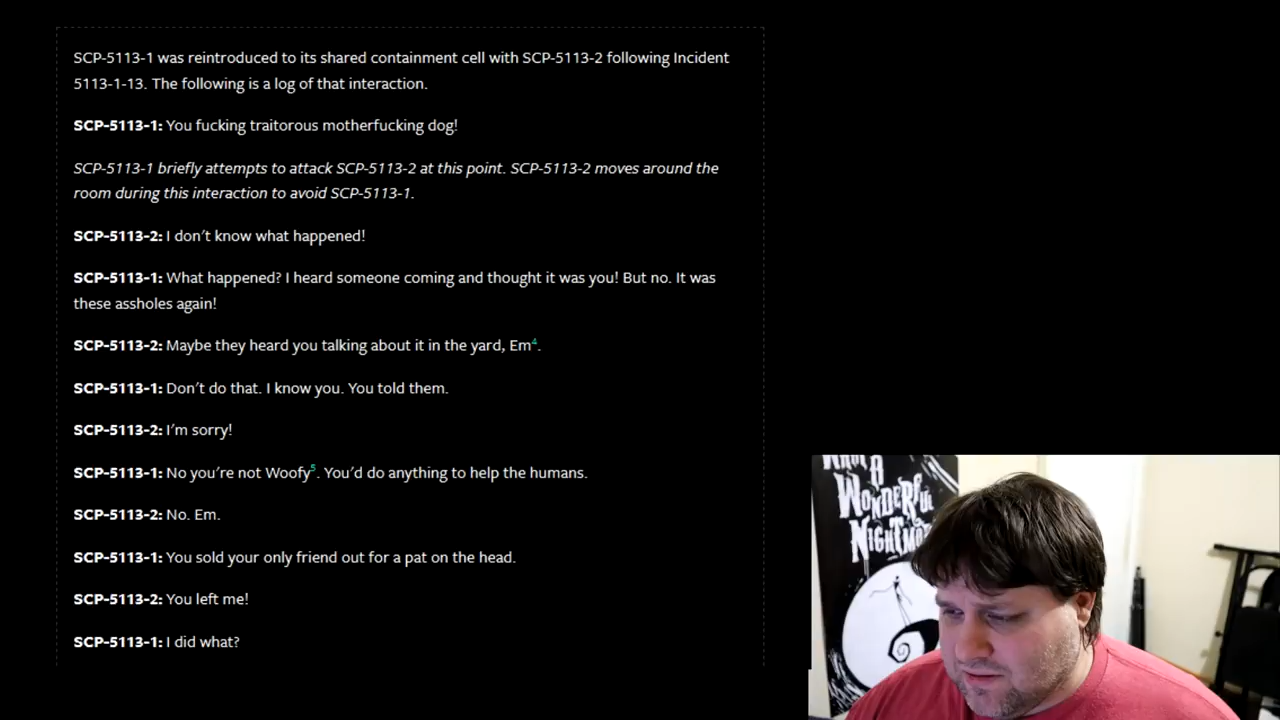 SCP-5113-1 was reintroduced to its shared containment cell with SCP-5113-2 following Incident
5113-1-13. The following is a log of that interaction.
SCP-5113-1: You fucking traitorous motherfucking dog!
SCP-5113-1 briefly attempts to attack SCP-5113-2 at this point. SCP-5113-2 moves around the
room during this interaction to avoid SCP-5113-1.
SCP-5113-2: I don't know what happened!
SCP-5113-1: What happened? I heard someone coming and thought it was you! But no. It was
these assholes again!
SCP-5113-2: Maybe they heard you talking about it in the yard, Em4.
SCP-5113-1: Don't do that. I know you. You told them.
SCP-5113-2: I'm sorry!
SCP-5113-1: No you're not Woofy5. You'd do anything to help the humans.
SCP-5113-2: No. Em.
SCP-5113-1: You sold your only friend out for a pat on the head.
SCP-5113-2: You left me!
SCP-5113-1: I did what?
A
WONDERFUL